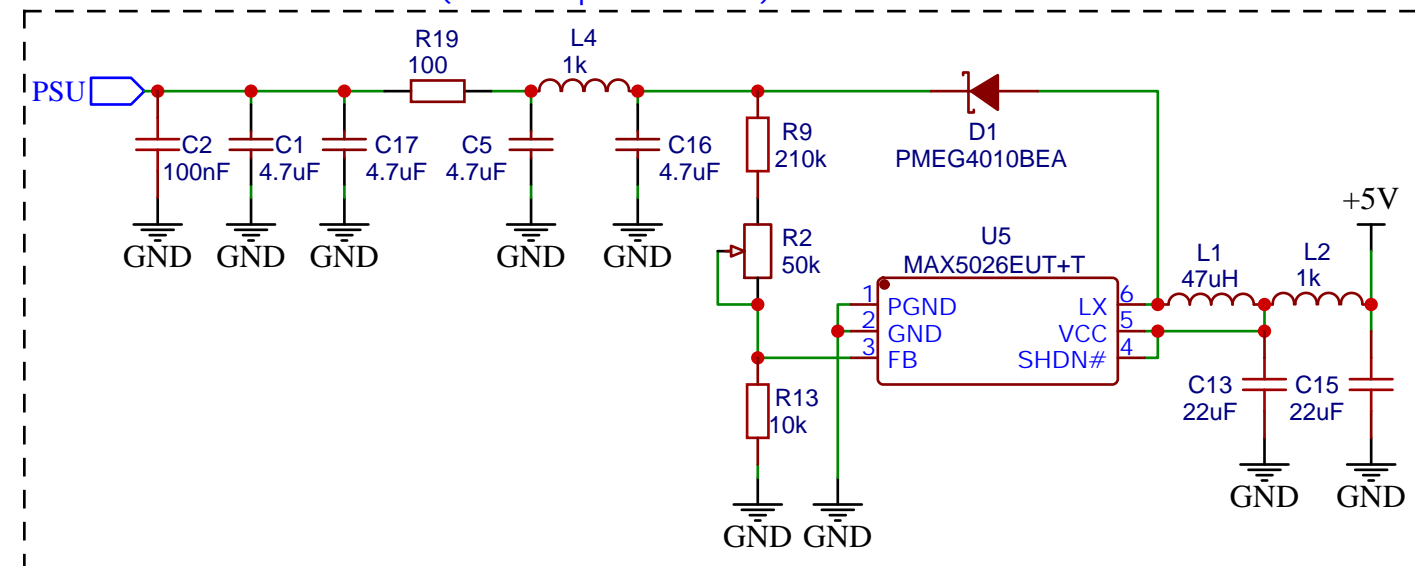 R19
100
L4
1k
PSU
C2
100nF
C1
4.7uF
C17
4.7uF
C5
4.7uF
C16
4.7uF
R9
210k
D1
PMEG4010BEA
+5V
GND
GND
GND
GND
GND
R2
50k
U5
MAX5026EUT+T
L1
47uH
L2
1k
1
PGND
LX
6
2
GND
VCC
5
3
FB
SHDN#
4
R13
10k
C13
22uF
C15
22uF
GND
GND
GND
GND